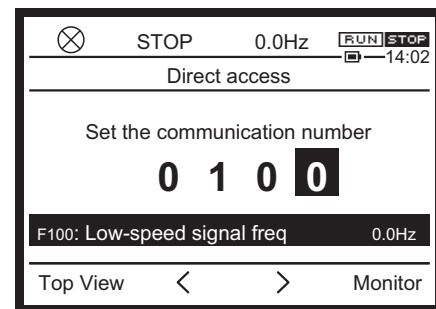 STOP 0.0Hz RUN STOP
14:02
Direct access
Set the communication number
0 1 0 0
F100: Low-speed signal freq 0.0Hz
Top View < > Monitor